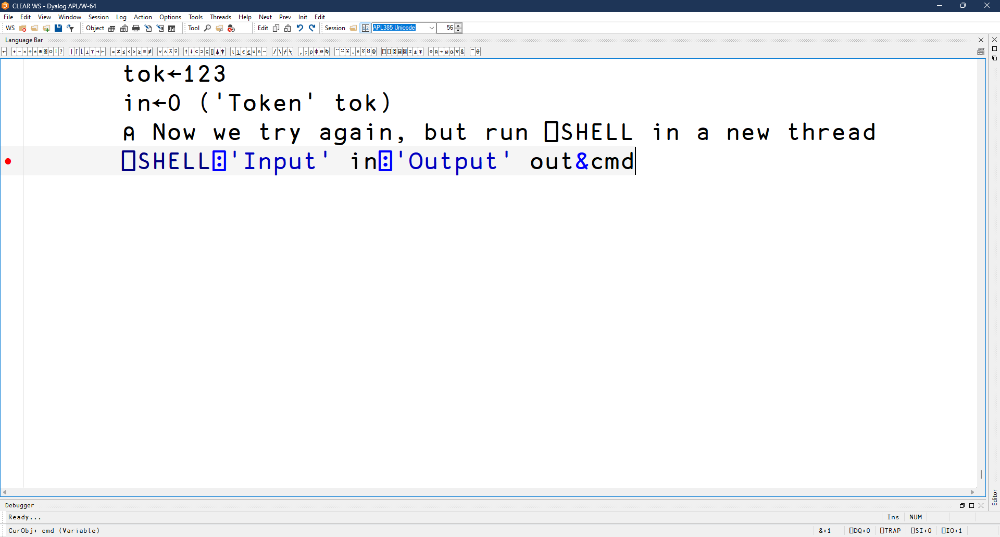 CLEAR WS - Dyalog APL/W-64
File Edit View Window Session Log Action Options Tools Threads Help Next Prev Init Edit
WS Object Tool Edit Session APL385 Unicode 56
Language Bar
tok←123
in←0 ('Token' tok)
⍝ Now we try again, but run ⎕SHELL in a new thread
⎕SHELL⍠'Input' in⍠'Output' out&cmd
Editor
Debugger
Ready... Ins NUM
CurObj: cmd (Variable) &:1 ⎕DQ:0 ⎕TRAP ⎕SI:0 ⎕IO:1